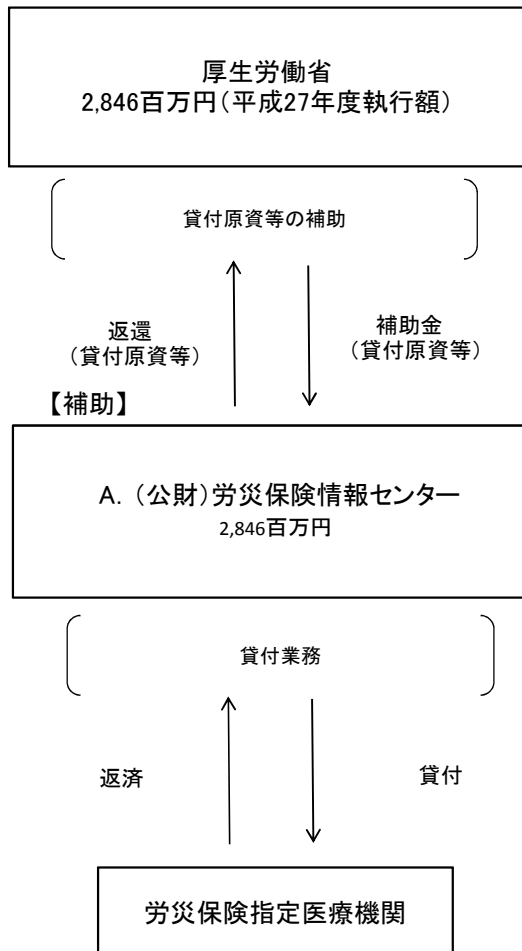 厚生労働省
2,846百万円(平成27年度執行額)
貸付原資等の補助
返還
(貸付原資等)
補助金
(貸付原資等)
【補助】
A.(公財)労災保険情報センター
2,846百万円
貸付業務
返済
貸付
労災保険指定医療機関